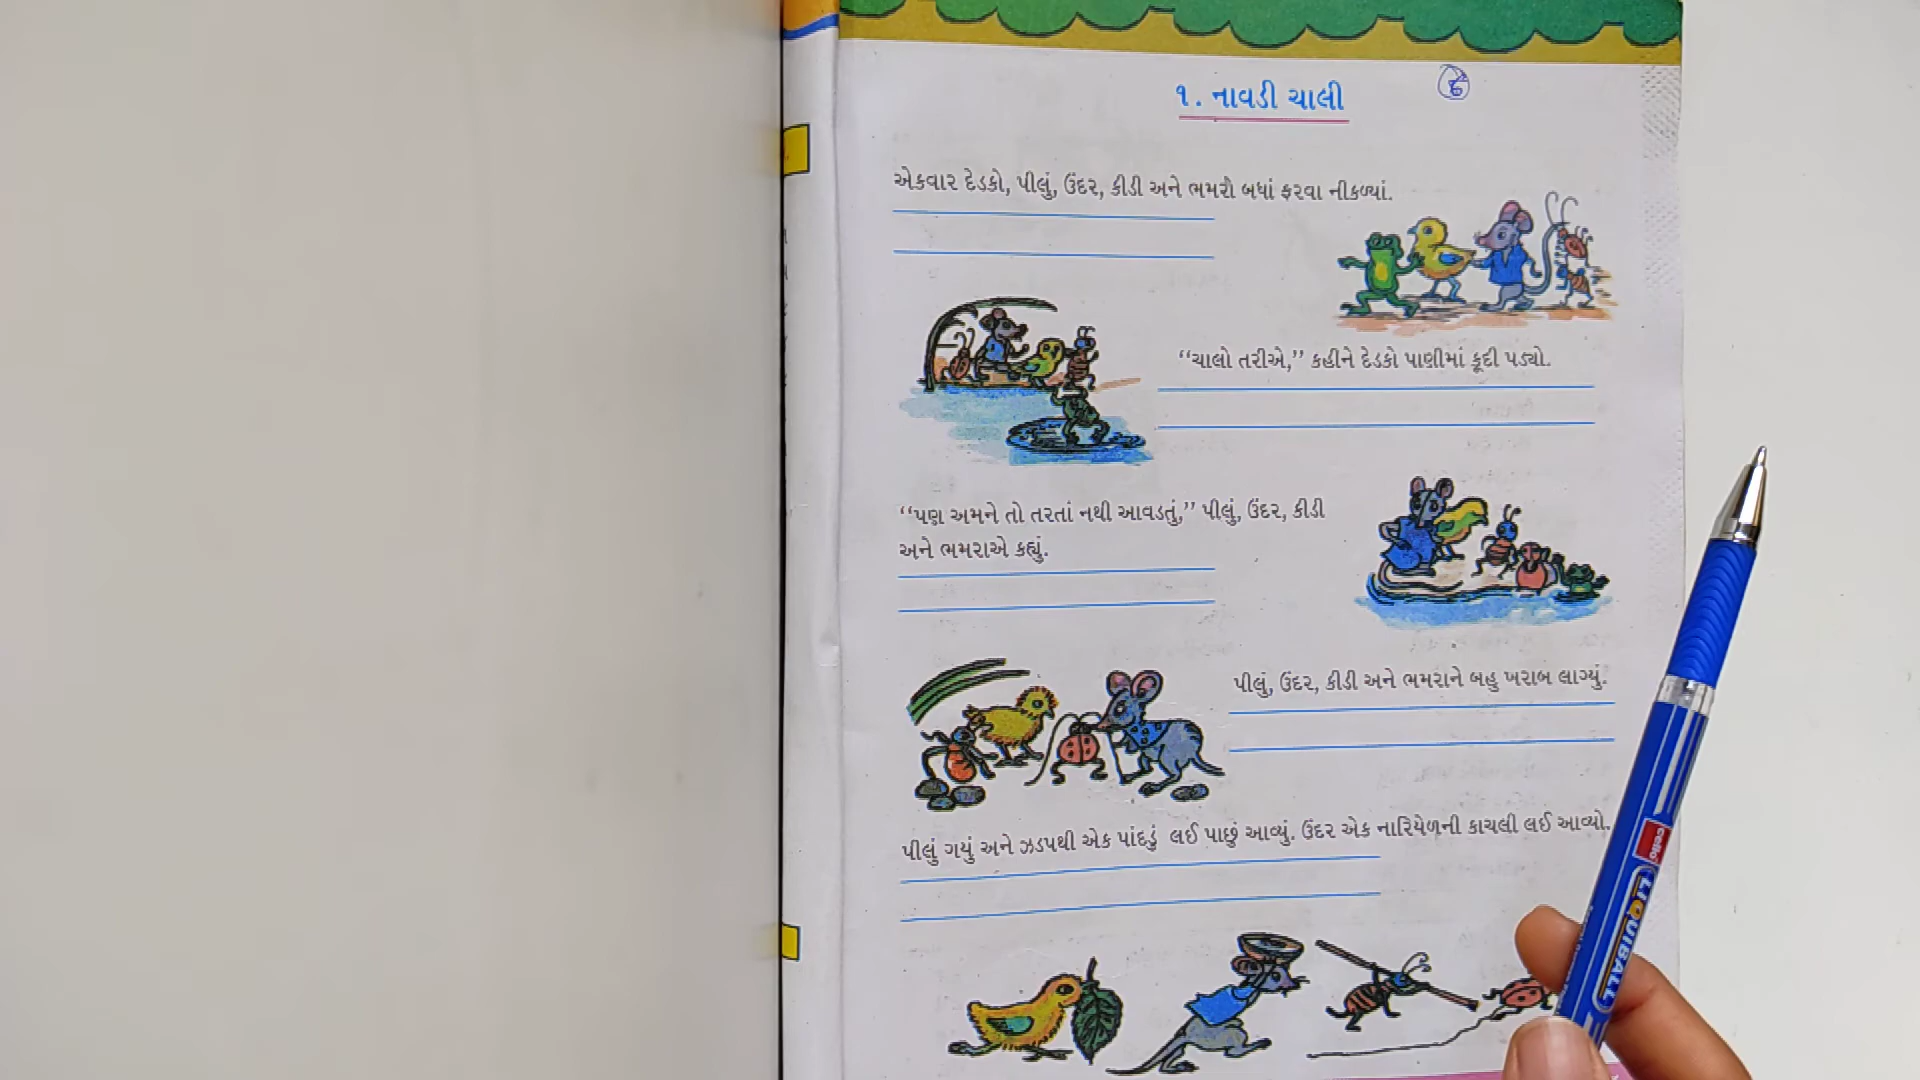 ૧. નાવડી ચાલી
૬
એકવાર દેડકો, પીલું, ઉંદર, કીડી અને ભમરો બધાં ફરવા નીકળ્યાં.
“ચાલો તરીએ,” કહીને દેડકો પાણીમાં કૂદી પડ્યો.
“પણ અમને તો તરતાં નથી આવડતું,” પીલું, ઉંદર, કીડી
અને ભમરાએ કહ્યું.
પીલું, ઉંદર, કીડી અને ભમરાને બહુ ખરાબ લાગ્યું.
પીલું ગયું અને ઝડપથી એક પાંદડું લઈ પાછું આવ્યું. ઉંદર એક નારિયેળની કાચલી લઈ આવ્યો.
cello
LIQUIBALL